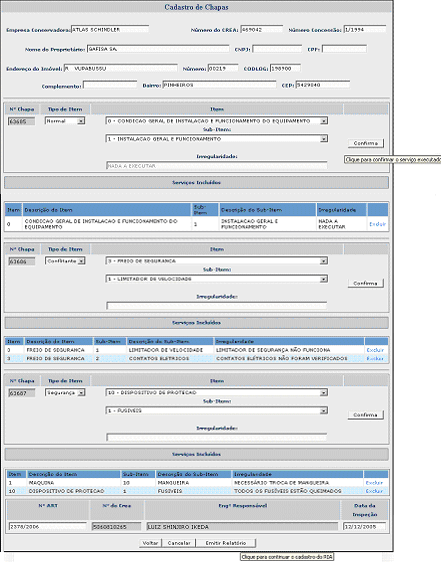 Cadastro de Chapas
Empresa Conservadora: ATLAS SCHINDLER Número do CREA: 469042 Número Concessão: 1/1994
Nome do Proprietário: GAFISA SA. CNPJ: CPF:
Endereço do Imóvel: R VUPABUSSU Número: 00219 CODLOG: 198900
Complemento: Bairro: PINHEIROS CEP: 5429040
Nº Chapa Tipo de Item Item
63605 Normal 0 - CONDICAO GERAL DE INSTALACAO E FUNCIONAMENTO DO EQUIPAMENTO
Sub-Item:
1 - INSTALACAO GERAL E FUNCIONAMENTO
Confirma
Irregularidade:
NADA A EXECUTAR
Clique para confirmar o serviço executado
Serviços Incluídos
Item Descrição do Item Sub-Item Descrição do Sub-Item Irregularidade
0 CONDICAO GERAL DE INSTALACAO E FUNCIONAMENTO DO EQUIPAMENTO 1 INSTALACAO GERAL E FUNCIONAMENTO NADA A EXECUTAR Excluir
Nº Chapa Tipo de Item Item
63606 Conflitante 3 - FREIO DE SEGURANCA
Sub-Item:
1 - LIMITADOR DE VELOCIDADE
Confirma
Irregularidade:
Serviços Incluídos
Item Descrição do Item Sub-Item Descrição do Sub-Item Irregularidade
3 FREIO DE SEGURANCA 1 LIMITADOR DE VELOCIDADE LIMITADOR DE SEGURANÇA NÃO FUNCIONA Excluir
3 FREIO DE SEGURANCA 2 CONTATOS ELETRICOS CONTATOS ELÉTRICOS NÃO FORAM VERIFICADOS Excluir
Nº Chapa Tipo de Item Item
63607 Segurança 10 - DISPOSITIVO DE PROTECAO
Sub-Item:
1 - FUSIVEIS
Confirma
Irregularidade:
Serviços Incluídos
Item Descrição do Item Sub-Item Descrição do Sub-Item Irregularidade
1 MAQUINA 10 MANGUEIRA NECESSÁRIO TROCA DE MANGUEIRA Excluir
10 DISPOSITIVO DE PROTECAO 1 FUSIVEIS TODOS OS FUSÍVEIS ESTÃO QUEIMADOS Excluir
Nº ART Nº do Crea Engº Responsável Data da Inspeção
2378/2006 5060810265 LUIZ SHINJIRO IKEDA 12/12/2005
Voltar Cancelar Emitir Relatório
Clique para continuar o cadastro do RIA